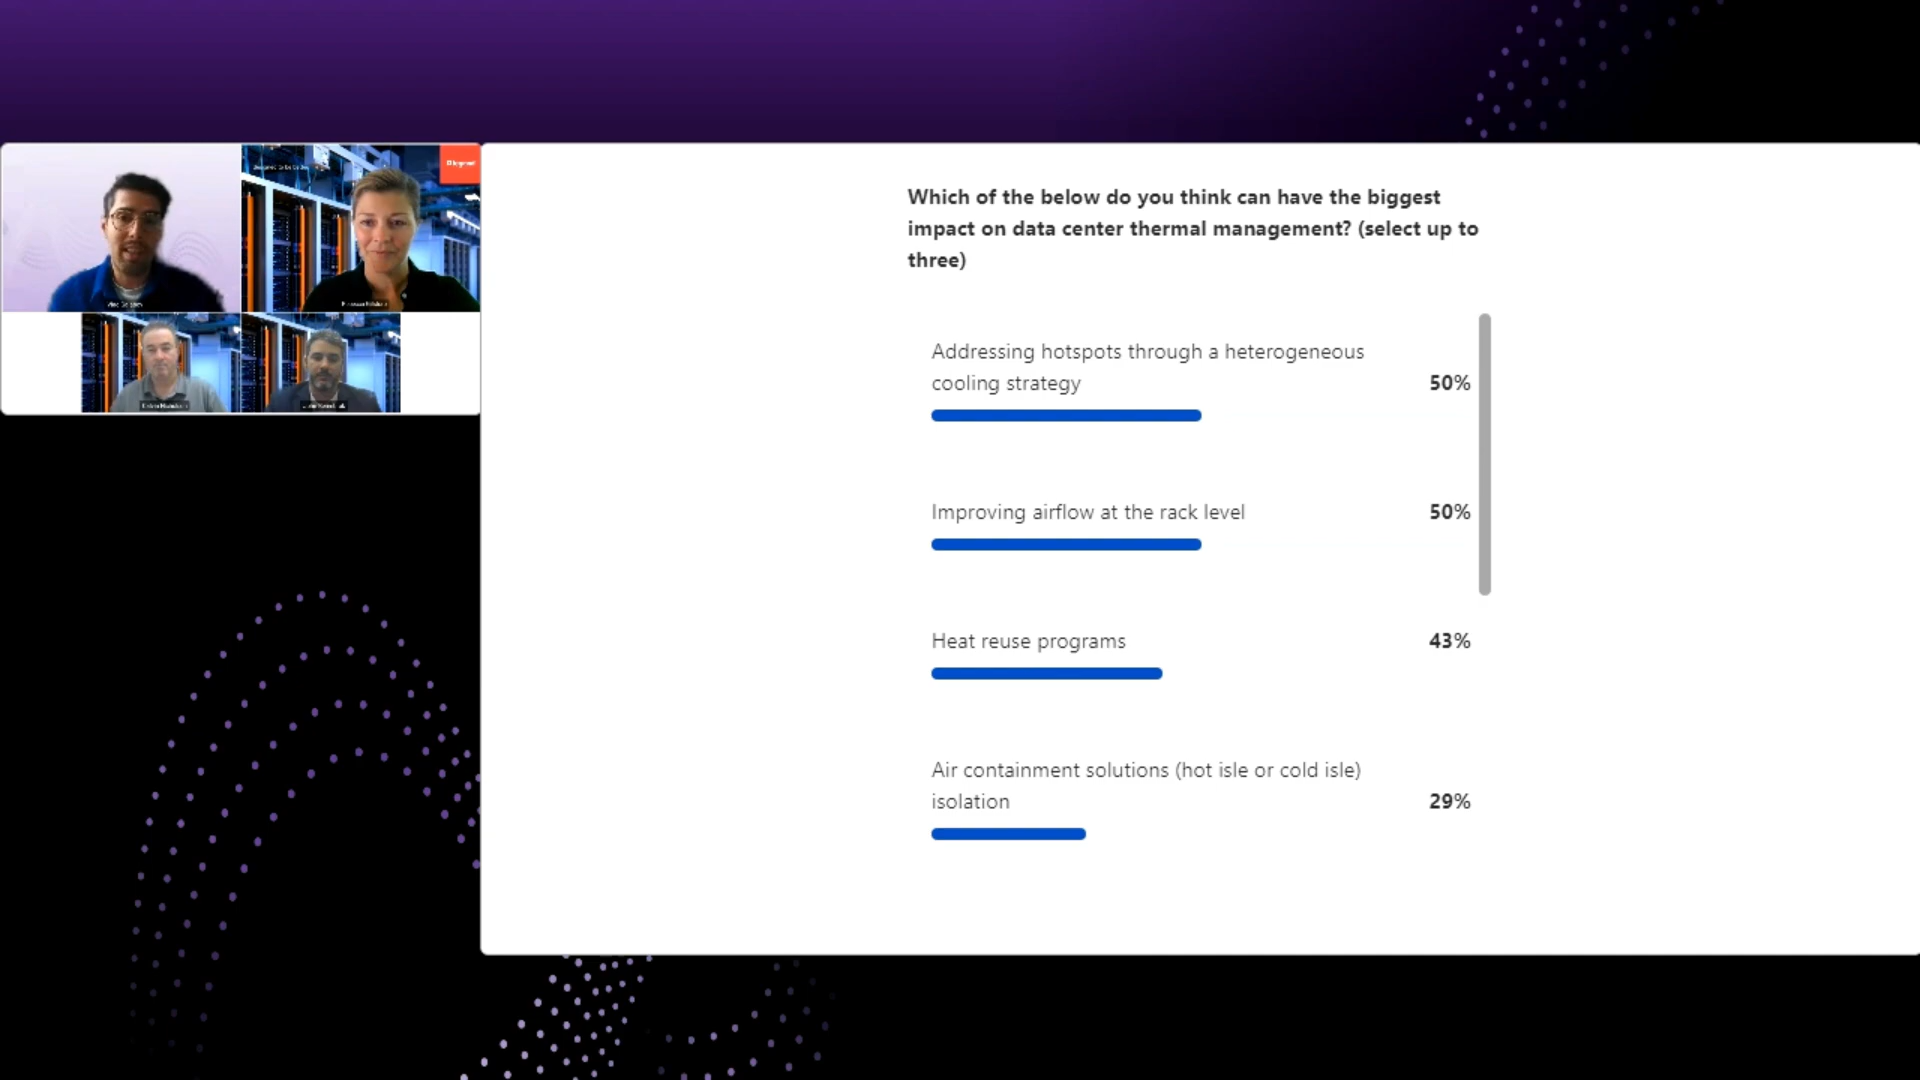 legrand
Which of the below do you think can have the biggest
impact on data center thermal management? (select up to
three)
Addressing hotspots through a heterogeneous
cooling strategy
50%
Improving airflow at the rack level
50%
Heat reuse programs
43%
Air containment solutions (hot isle or cold isle)
isolation
29%